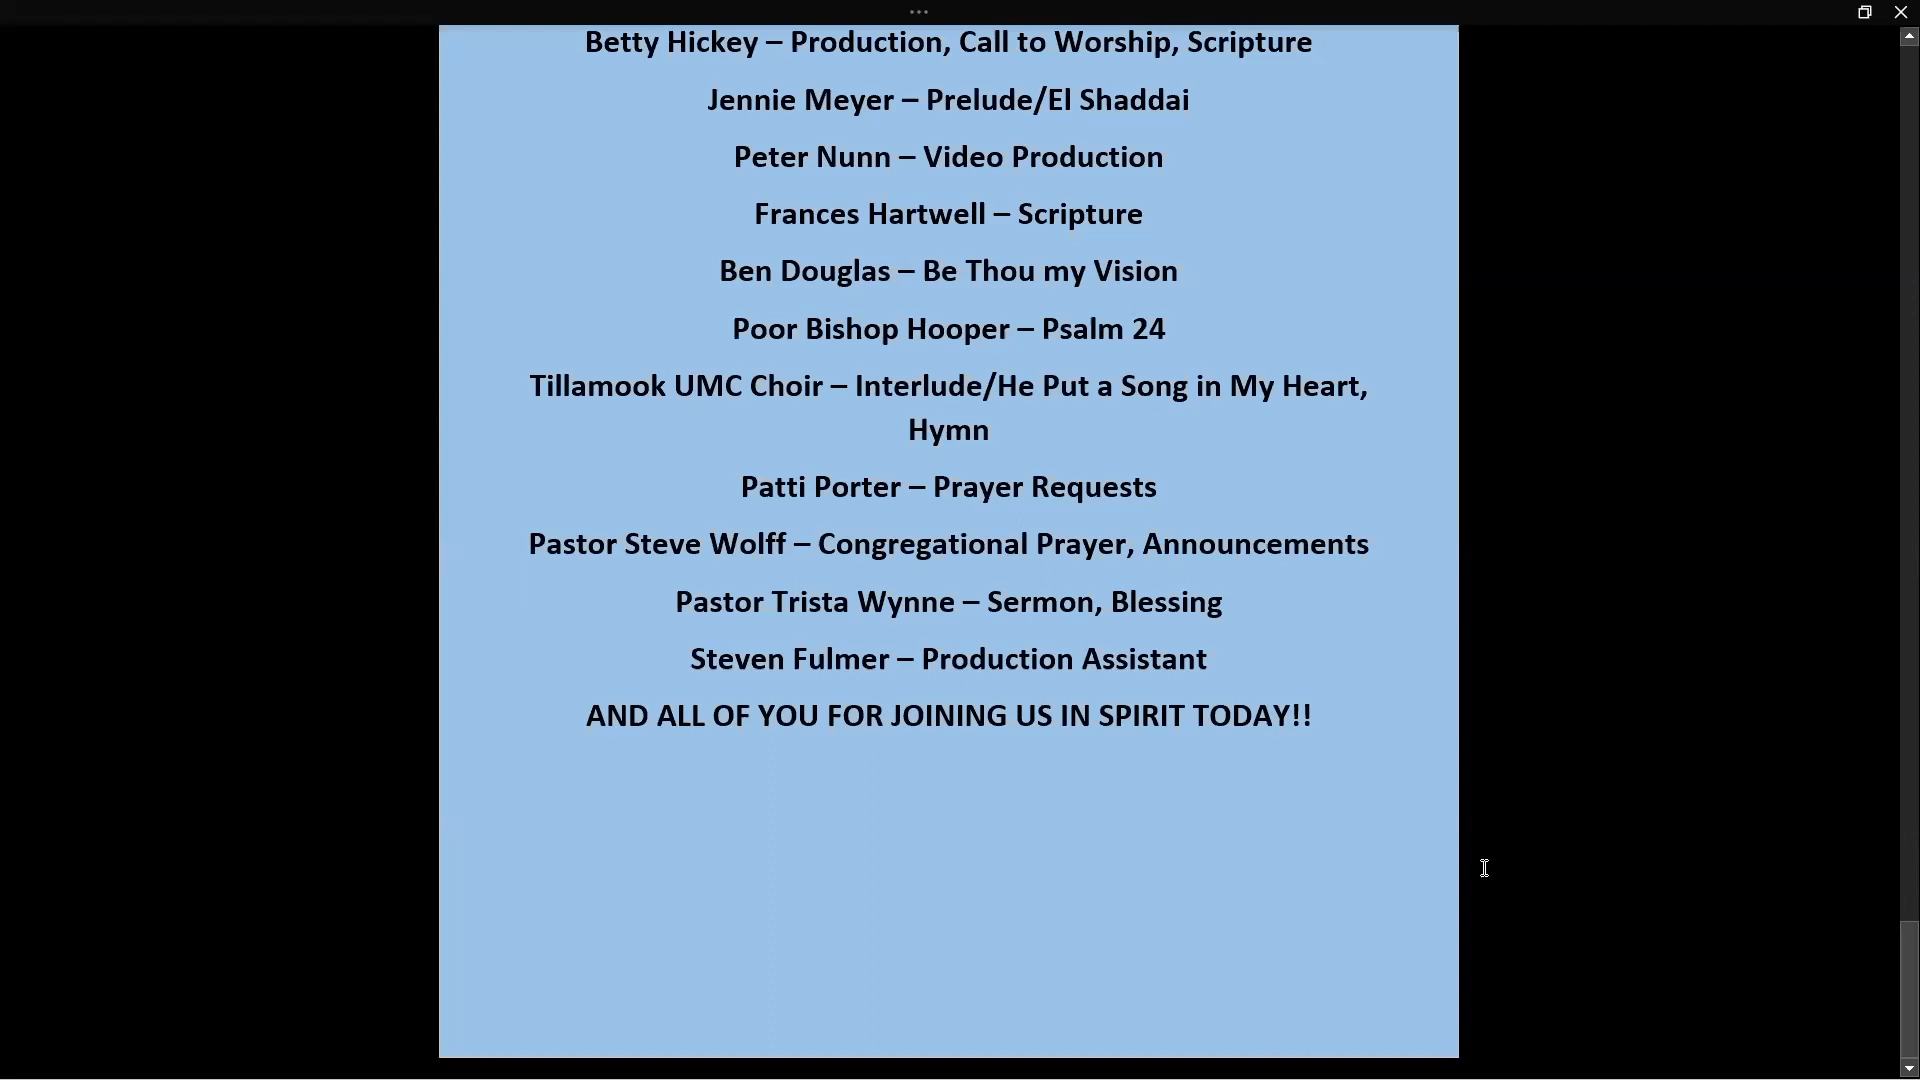 Betty Hickey – Production, Call to Worship, Scripture
Jennie Meyer – Prelude/El Shaddai
Peter Nunn – Video Production
Frances Hartwell – Scripture
Ben Douglas – Be Thou my Vision
Poor Bishop Hooper – Psalm 24
Tillamook UMC Choir – Interlude/He Put a Song in My Heart,
Hymn
Patti Porter – Prayer Requests
Pastor Steve Wolff – Congregational Prayer, Announcements
Pastor Trista Wynne – Sermon, Blessing
Steven Fulmer – Production Assistant
AND ALL OF YOU FOR JOINING US IN SPIRIT TODAY!!